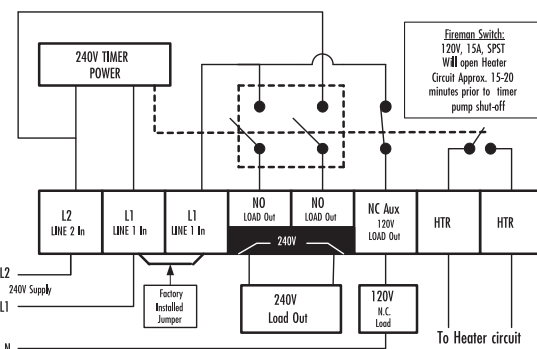 240V TIMER
POWER
Fireman Switch:
120V, 15A, SPST
Will open Heater
Circuit Approx. 15-20
minutes prior to timer
pump shut-off
L2
LINE 2 In
L1
LINE 1 In
L1
LINE 1 In
NO
LOAD Out
NO
LOAD Out
240V
NC Aux
120V
LOAD Out
HTR
HTR
L2
240V Supply
L1
N
Factory
Installed
Jumper
240V
Load Out
120V
N.C.
Load
To Heater circuit